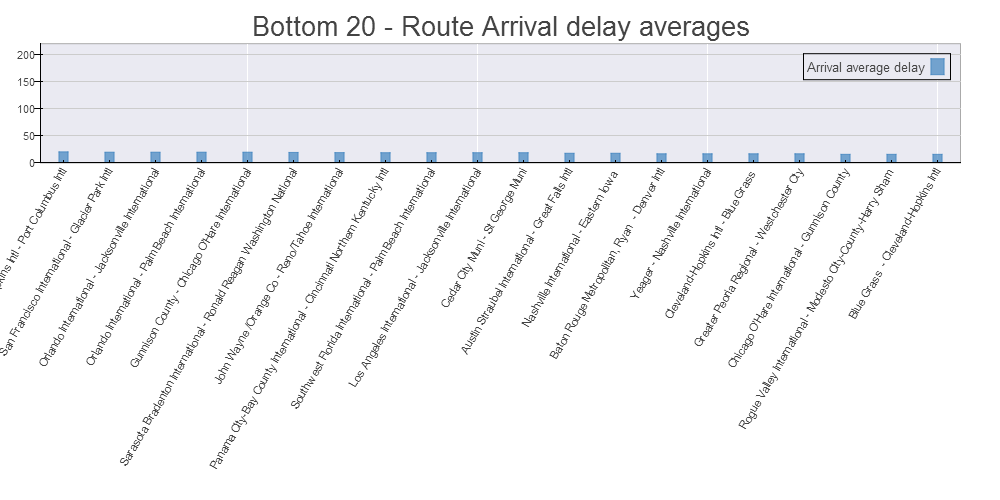 Bottom 20 - Route Arrival delay averages
Arrival average delay
200
150
100
50
0
Intl - Port Columbus Intl
San Francisco International - Glacier Park Intl
Orlando International - Jacksonville International
Orlando International - Palm Beach International
Gunnison County - Chicago O'Hare International
Sarasota Bradenton International - Ronald Reagan Washington National
John Wayne /Orange Co - Reno/Tahoe International
Panama City-Bay County International - Cincinnati Northern Kentucky Intl
Southwest Florida International - Palm Beach International
Los Angeles International - Jacksonville International
Cedar City Muni - St George Muni
Austin Straubel International - Great Falls Intl
Nashville International - Eastern Iowa
Baton Rouge Metropolitan, Ryan - Denver Intl
Yeager - Nashville International
Cleveland-Hopkins Intl - Blue Grass
Greater Peoria Regional - Westchester Cty
Chicago O'Hare International - Gunnison County
Rogue Valley International - Modesto City-County-Harry Sham
Blue Grass - Cleveland-Hopkins Intl